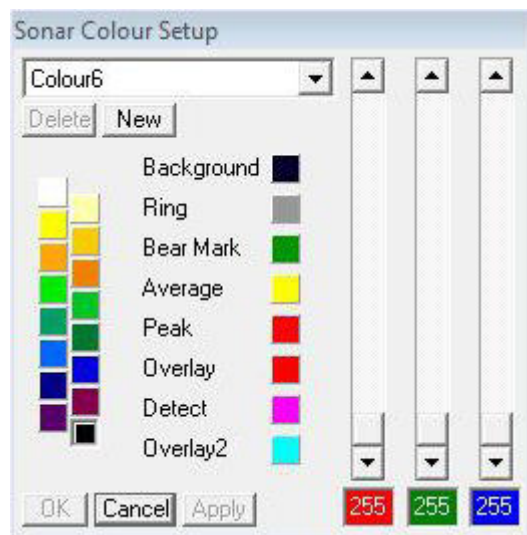 Sonar Colour Setup
Colour6
Delete New
Background
Ring
Bear Mark
Average
Peak
Overlay
Detect
Overlay2
OK Cancel Apply
255 255 255